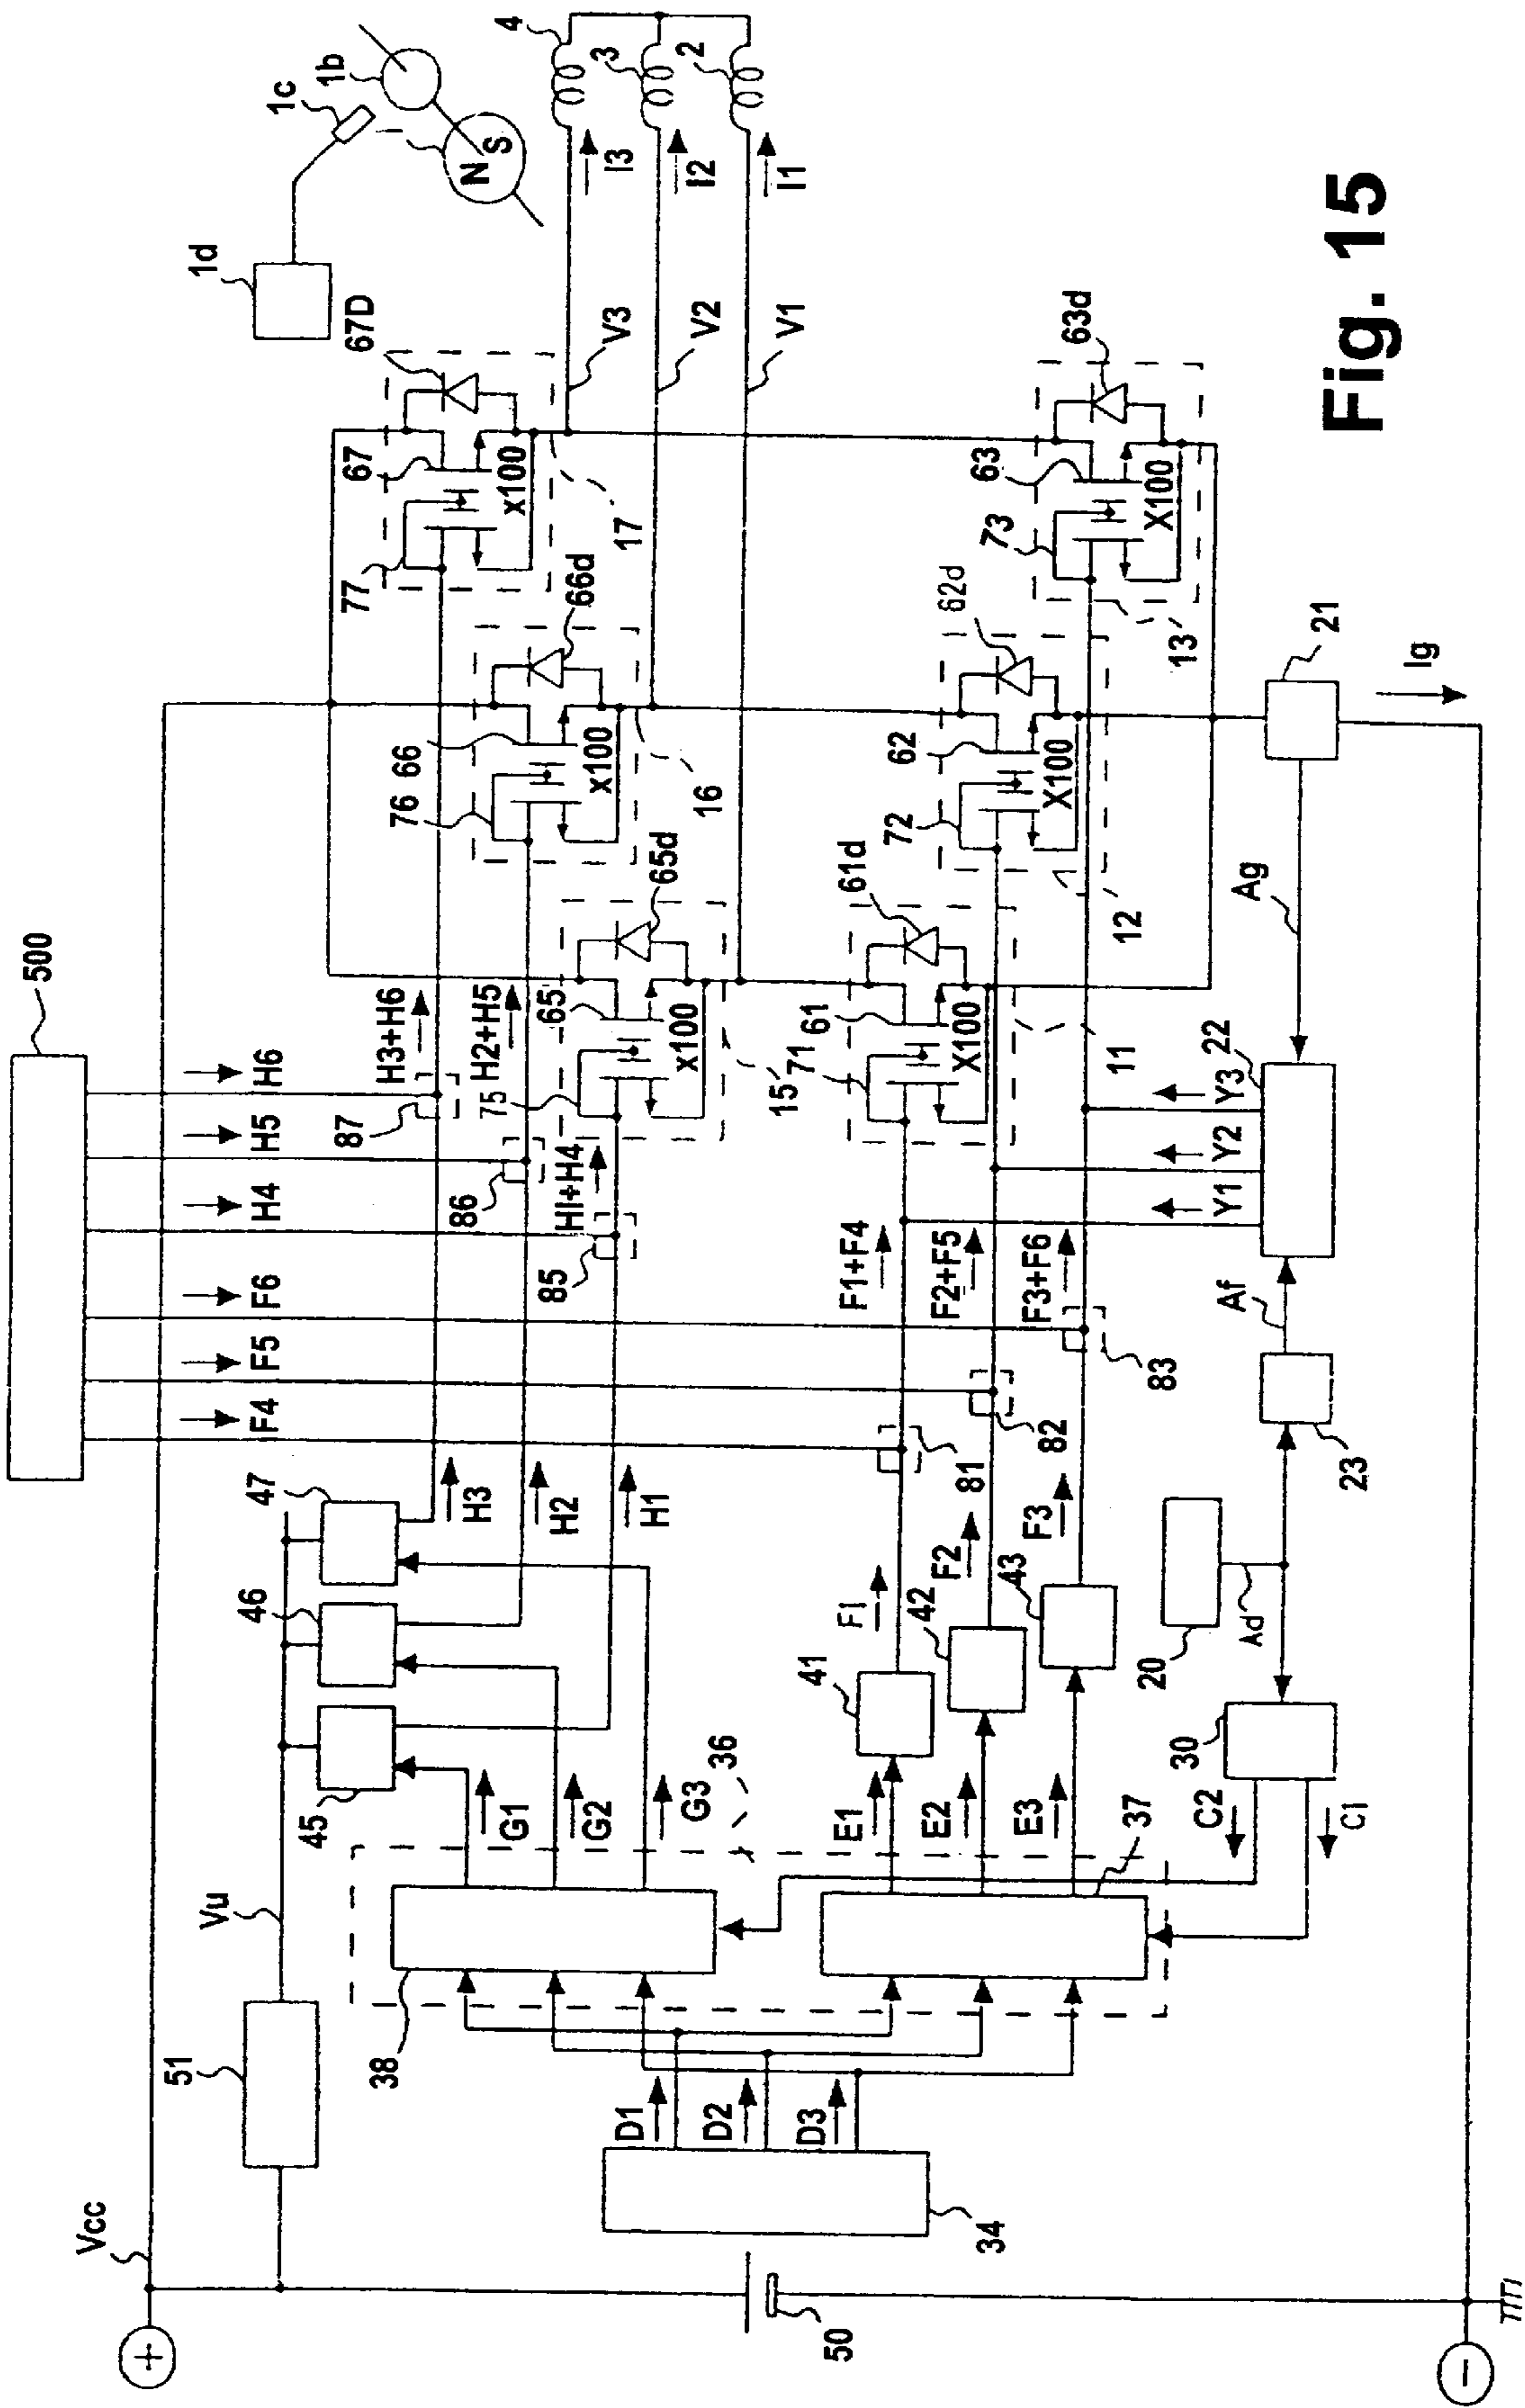 Vcc
51
Vu
45
46
47
500
F4
F5
F6
H4
H5
H6
H3
H2
H1
87
86
85
H3+H6
H2+H5
HI+H4
75
65
65d
x100
15'
76
66
66d
x100
16
77
67
67D
x100
17
1d
1c
1b
N
S
4
3
2
I3
I2
I1
V3
V2
V1
38
G1
G2
G3
36
D1
D2
D3
34
50
E1
E2
E3
37
41
42
43
F1
F2
F3
81
82
83
F1+F4
F2+F5
F3+F6
71
61
61d
X100
11
72
62
62d
X100
12
73
63
63d
X100
13'
C2
C1
30
20
Ad
23
Af
22
Y1
Y2
Y3
Ag
21
Ig
Fig. 15